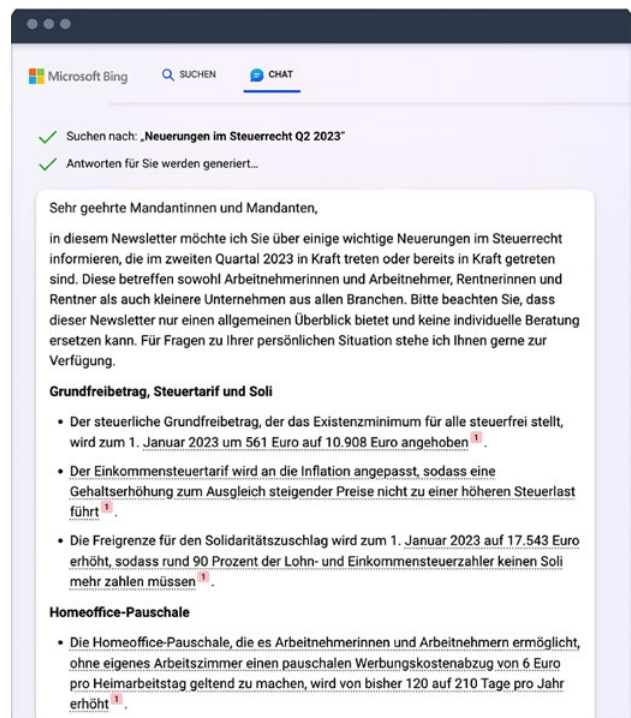 Microsoft Bing SUCHEN CHAT
Suchen nach: „Neuerungen im Steuerrecht Q2 2023"
Antworten für Sie werden generiert...
Sehr geehrte Mandantinnen und Mandanten,
in diesem Newsletter möchte ich Sie über einige wichtige Neuerungen im Steuerrecht
informieren, die im zweiten Quartal 2023 in Kraft treten oder bereits in Kraft getreten
sind. Diese betreffen sowohl Arbeitnehmerinnen und Arbeitnehmer, Rentnerinnen und
Rentner als auch kleinere Unternehmen aus allen Branchen. Bitte beachten Sie, dass
dieser Newsletter nur einen allgemeinen Überblick bietet und keine individuelle Beratung
ersetzen kann. Für Fragen zu Ihrer persönlichen Situation stehe ich Ihnen gerne zur
Verfügung.
Grundfreibetrag, Steuertarif und Soli
• Der steuerliche Grundfreibetrag, der das Existenzminimum für alle steuerfrei stellt,
wird zum 1. Januar 2023 um 561 Euro auf 10.908 Euro angehoben 1 .
• Der Einkommensteuertarif wird an die Inflation angepasst, sodass eine
Gehaltserhöhung zum Ausgleich steigender Preise nicht zu einer höheren Steuerlast
führt 1 .
• Die Freigrenze für den Solidaritätszuschlag wird zum 1. Januar 2023 auf 17.543 Euro
erhöht, sodass rund 90 Prozent der Lohn- und Einkommensteuerzahler keinen Soli
mehr zahlen müssen 1 .
Homeoffice-Pauschale
• Die Homeoffice-Pauschale, die es Arbeitnehmerinnen und Arbeitnehmern ermöglicht,
ohne eigenes Arbeitszimmer einen pauschalen Werbungskostenabzug von 6 Euro
pro Heimarbeitstag geltend zu machen, wird von bisher 120 auf 210 Tage pro Jahr
erhöht 1 .